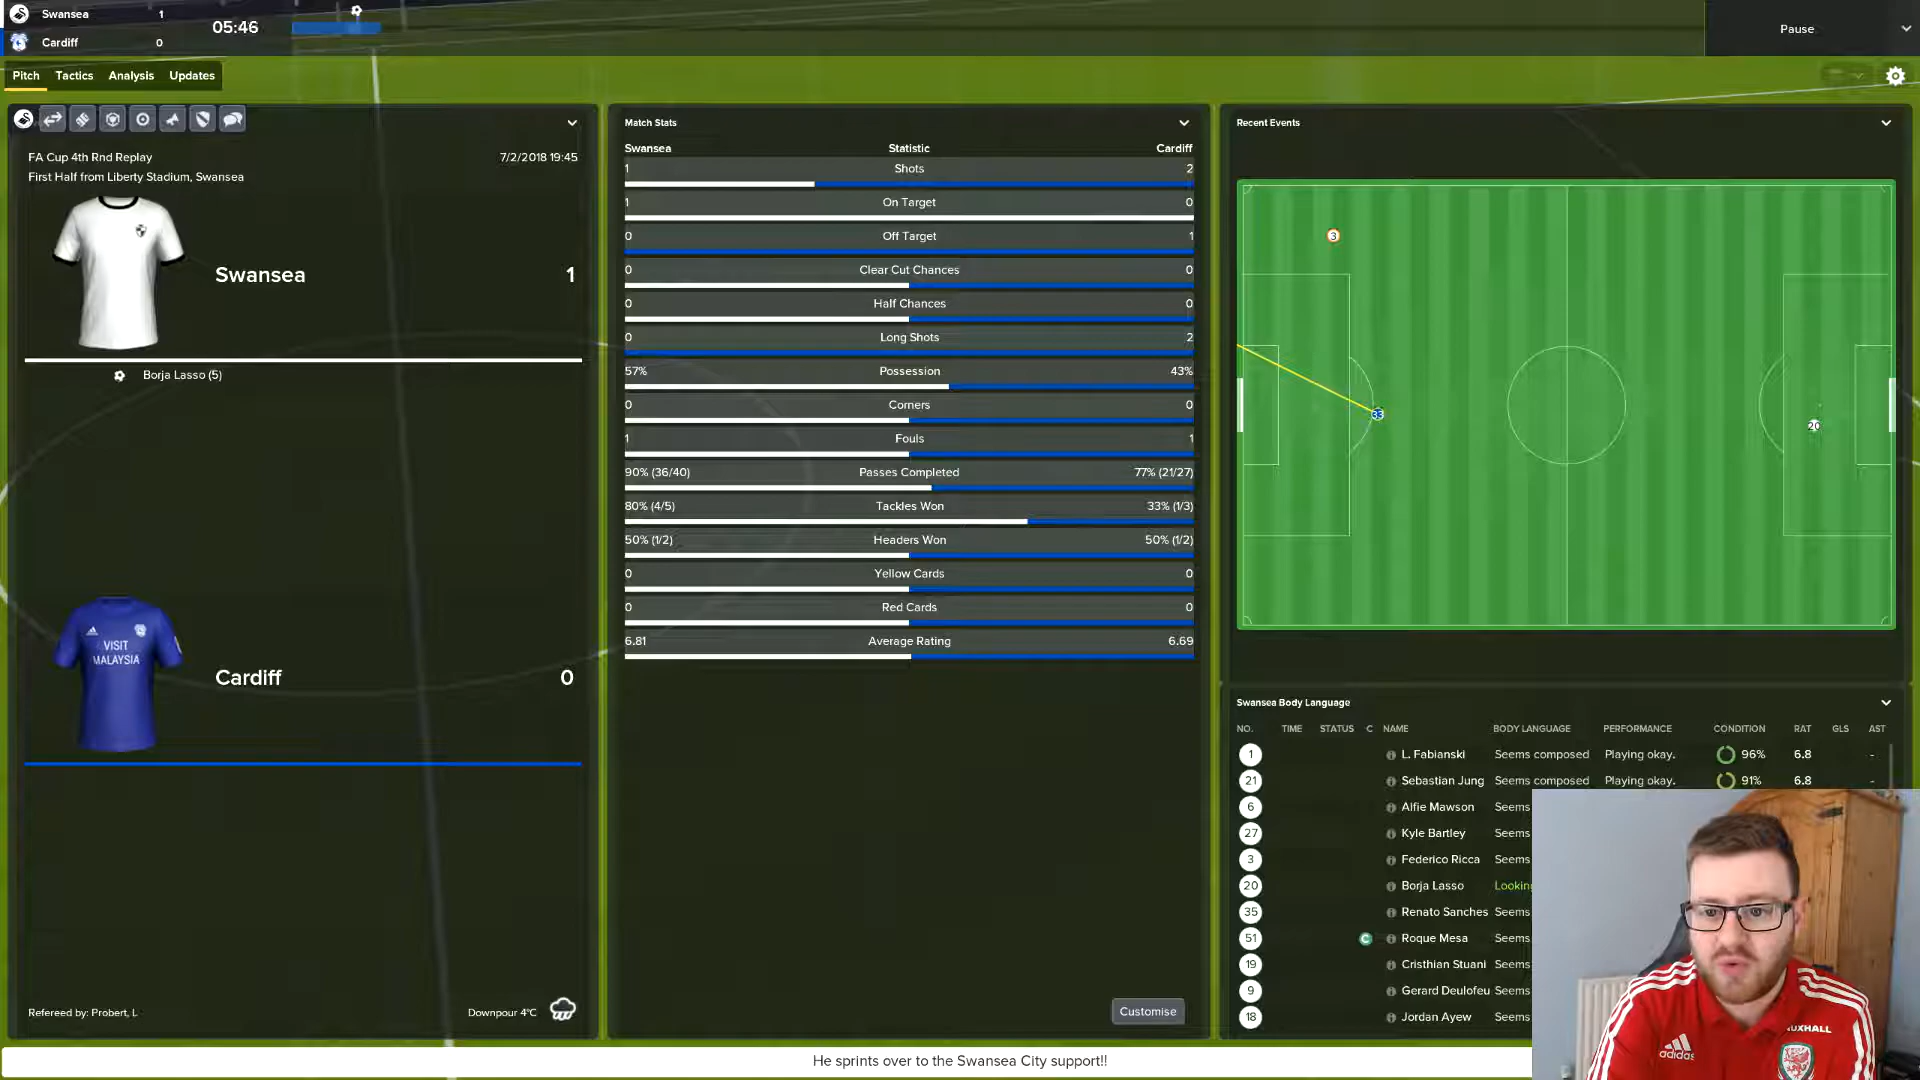 Swansea 1
Cardiff 0
05:46
Pause
Pitch Tactics Analysis Updates
FA Cup 4th Rnd Replay 7/2/2018 19:45
First Half from Liberty Stadium, Swansea
Swansea 1
Borja Lasso (5)
VISIT
MALAYSIA
Cardiff 0
Refereed by: Probert, L Downpour 4°C
Match Stats
Swansea Statistic Cardiff
1 Shots 2
1 On Target 0
0 Off Target 1
0 Clear Cut Chances 0
0 Half Chances 0
0 Long Shots 2
57% Possession 43%
0 Corners 0
1 Fouls 1
90% (36/40) Passes Completed 77% (21/27)
80% (4/5) Tackles Won 33% (1/3)
50% (1/2) Headers Won 50% (1/2)
0 Yellow Cards 0
0 Red Cards 0
6.81 Average Rating 6.69
Customise
Recent Events
3
33
20
Swansea Body Language
NO. TIME STATUS C NAME BODY LANGUAGE PERFORMANCE CONDITION RAT GLS AST
1 L. Fabianski Seems composed Playing okay. 96% 6.8 -
21 Sebastian Jung Seems composed Playing okay. 91% 6.8 -
6 Alfie Mawson Seems
27 Kyle Bartley Seems
3 Federico Ricca Seems
20 Borja Lasso Lookin
35 Renato Sanches Seems
51 C Roque Mesa Seems
19 Cristhian Stuani Seems
9 Gerard Deulofeu Seems
18 Jordan Ayew Seems
VAUXHALL
adidas
He sprints over to the Swansea City support!!